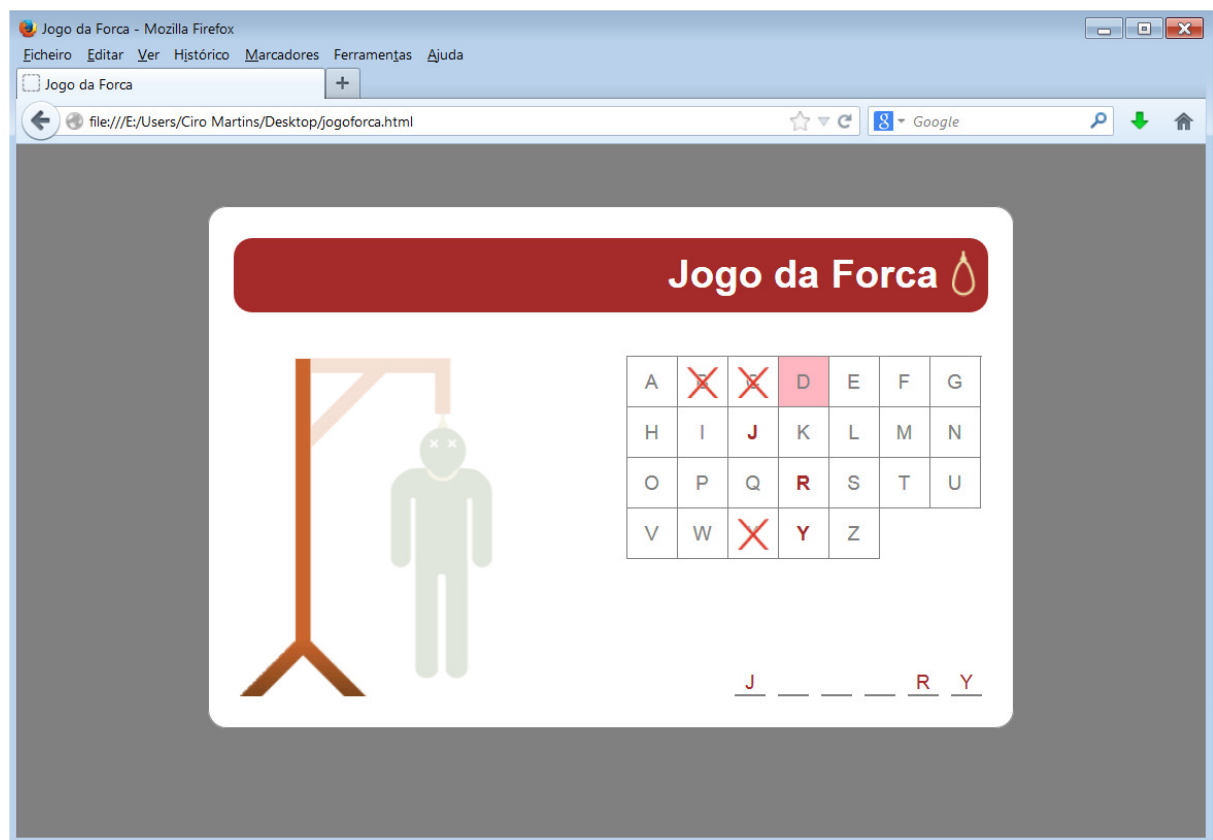 Jogo da Forca - Mozilla Firefox
Ficheiro Editar Ver Histórico Marcadores Ferramentas Ajuda
Jogo da Forca
file:///E:/Users/Ciro Martins/Desktop/jogoforca.html Google
Jogo da Forca
A D E F G
H I J K L M N
O P Q R S T U
V W Y Z
J R Y